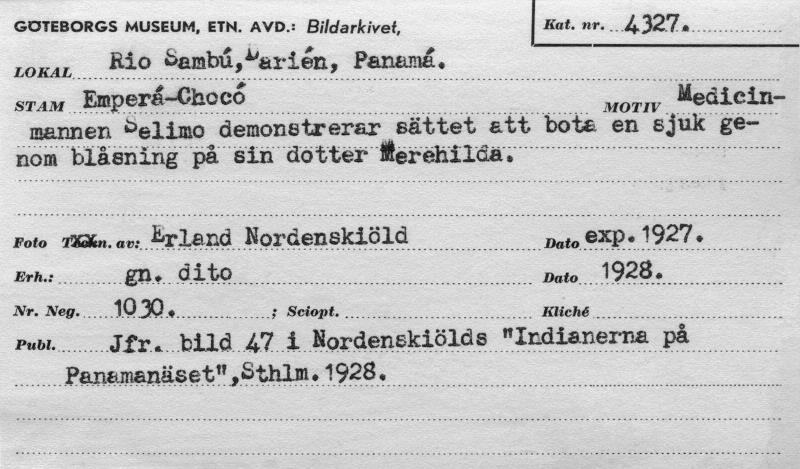 GÖTEBORGS MUSEUM, ETN. AVD.: Bildarkivet, Kat. nr. 4327.
LOKAL Rio Sambú, Darién, Panamá.
STAM Emperá-Chocó MOTIV Medicin-
mannen Selimo demonstrerar sättet att bota en sjuk ge-
nom blåsning på sin dotter Merehilda.
Foto Teckn. av: Erland Nordenskiöld Dato exp. 1927.
Erh.: gn. dito Dato 1928.
Nr. Neg. 1030. ; Sciopt. Kliché
Publ. Jfr. bild 47 i Nordenskiölds "Indianerna på
Panamanäset", Sthlm. 1928.